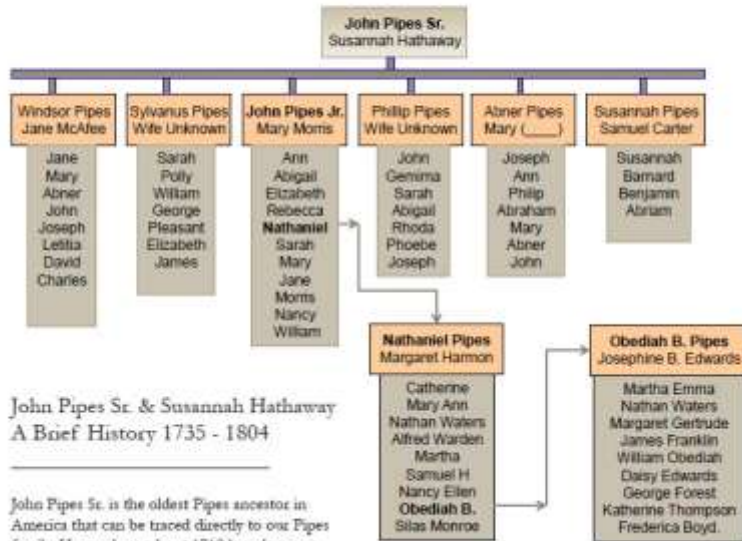 John Pipes Sr.
Susannah Hathaway
Windsor Pipes
Jane McAfee
Jane
Mary
Abner
John
Joseph
Letitia
David
Charles
Sylvanus Pipes
Wife Unknown
Sarah
Polly
William
George
Pleasant
Elizabeth
James
John Pipes Jr.
Mary Morris
Ann
Abigail
Elizabeth
Rebecca
Nathaniel
Sarah
Mary
Jane
Morris
Nancy
William
Phillip Pipes
Wife Unknown
John
Gemima
Sarah
Abigail
Rhoda
Phoebe
Joseph
Abner Pipes
Mary (____)
Joseph
Ann
Philip
Abraham
Mary
Abner
John
Susannah Pipes
Samuel Carter
Susannah
Barnard
Benjamin
Abriam
Nathaniel Pipes
Margaret Harmon
Catherine
Mary Ann
Nathan Waters
Alfred Warden
Martha
Samuel H
Nancy Ellen
Obediah B.
Silas Monroe
Obediah B. Pipes
Josephine B. Edwards
Martha Emma
Nathan Waters
Margaret Gertrude
James Franklin
William Obediah
Daisy Edwards
George Forest
Katherine Thompson
Frederica Boyd.
John Pipes Sr. & Susannah Hathaway
A Brief History 1735 - 1804
John Pipes Sr. is the oldest Pipes ancestor in
America that can be traced directly to our Pipes